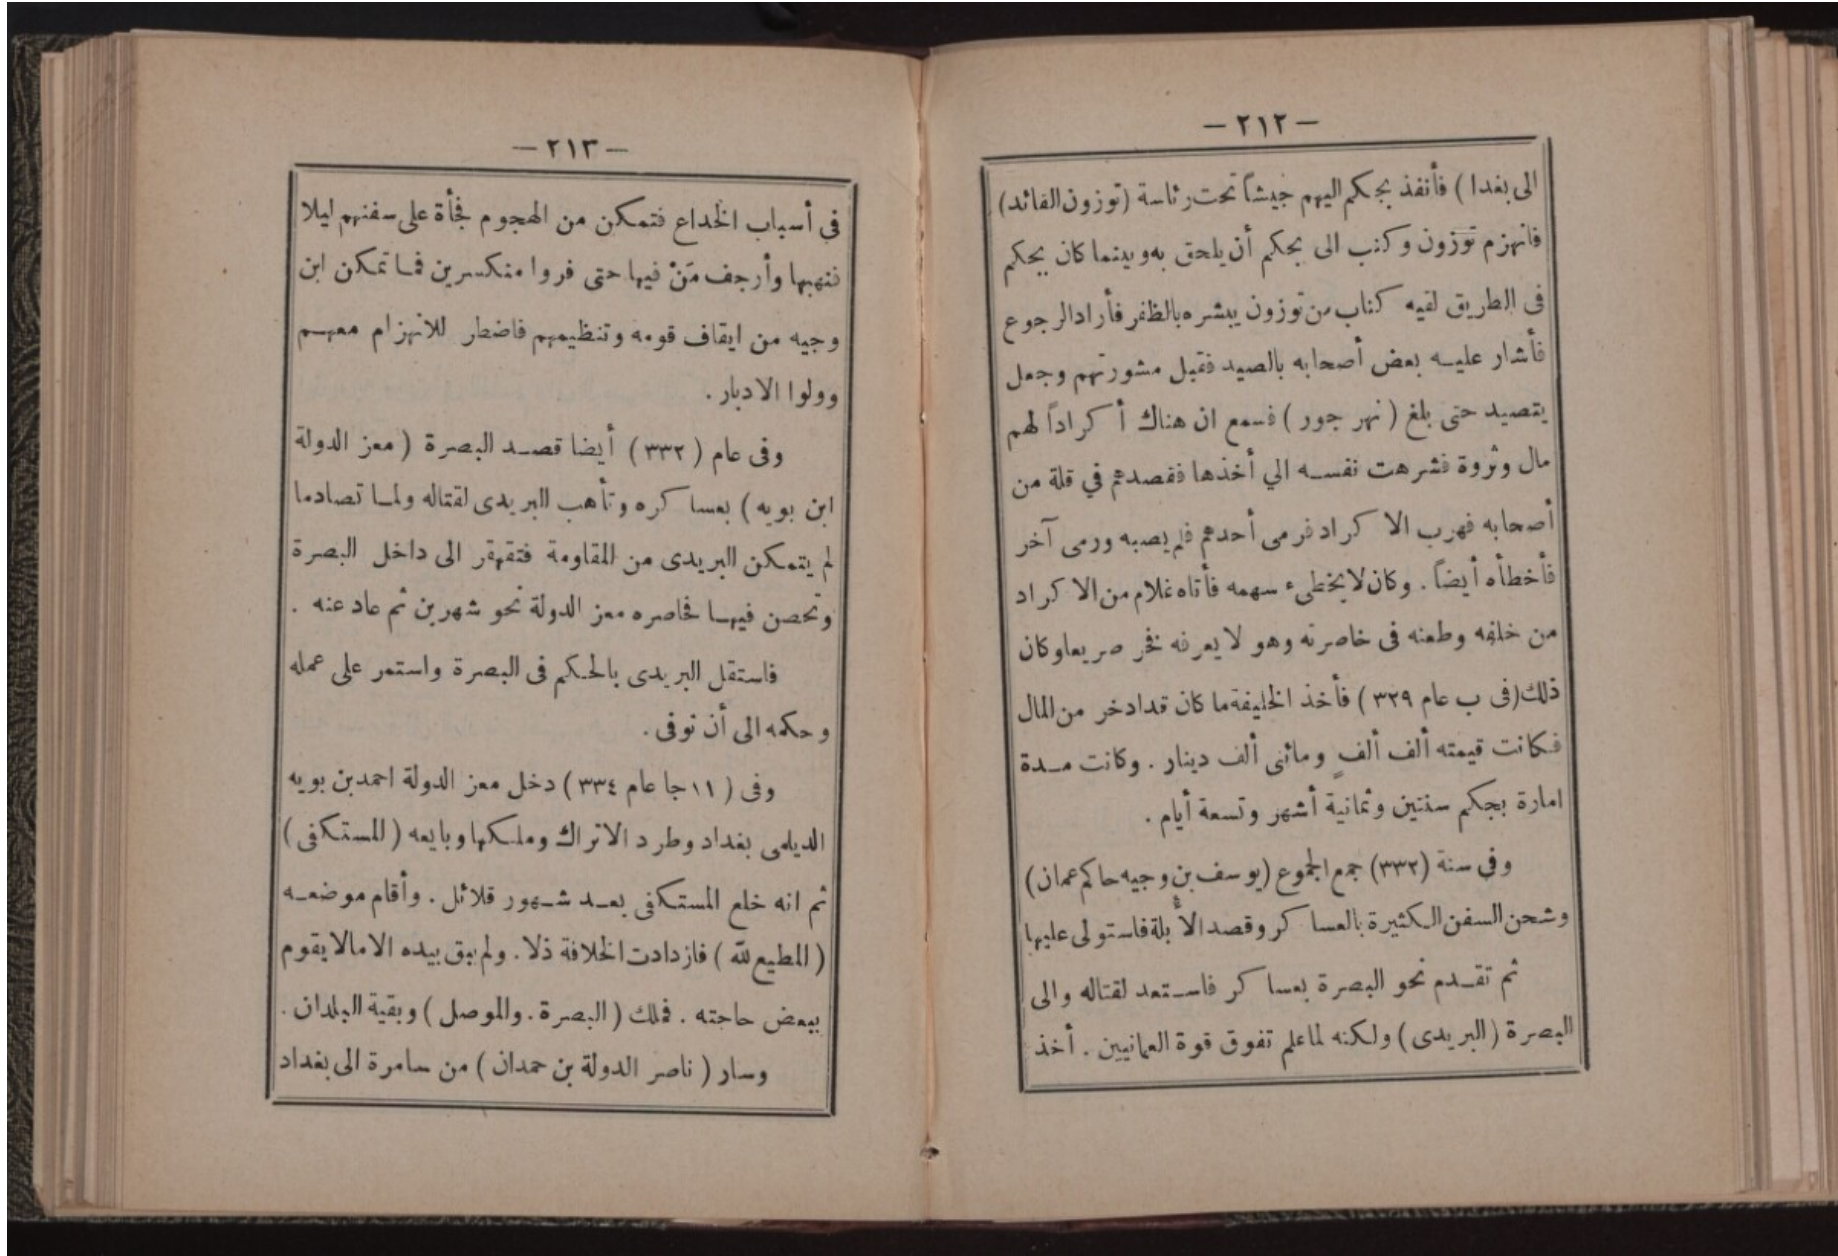 — ٢١٢ —
الى بغدا ) فأنفذ بجكم اليهم جيشاً تحت رئاسة (توزون القائد)
فانهزم توزون وكتب الى بجكم أن يلحق به وبينما كان بجكم
فى الطريق لقيه كتاب من توزون يبشره بالظفر فأراد الرجوع
فأشار عليه بعض أصحابه بالصيد فقبل مشورتهم وجعل
يتصيد حتى بلغ ( نهر جور ) فسمع ان هناك أكراداً لهم
مال وثروة فشرهت نفسه الي أخذها فقصدهم في قلة من
أصحابه فهرب الاكراد فرمى أحدهم فلم يصبه ورمى آخر
فأخطأه أيضاً . وكان لا يخطىء سهمه فأتاه غلام من الاكراد
من خلفه وطعنه فى خاصرته وهو لا يعرفه فخر صريعا وكان
ذلك (فى ب عام ٣٢٩ ) فأخذ الخليفة ما كان قد ادخر من المال
فكانت قيمته ألف ألفٍ ومائتى ألف دينار . وكانت مدة
امارة بجكم سنتين وثمانية أشهر وتسعة أيام .
وفي سنة (٣٣٢) جمع الجموع (يوسف بن وجيه حاكم عمان)
وشحن السفن الكثيرة بالعساكر وقصد الأُبلة فاستولى عليها
ثم تقدم نحو البصرة بعساكر فاستعد لقتاله والى
البصرة (البريدى) ولكنه لما علم تفوق قوة العمانيين . أخذ
— ٢١٣ —
في أسباب الخداع فتمكن من الهجوم فجأة على سفنهم ليلا
فنهبها وأرجف مَنْ فيها حتى فروا منكسرين فما تمكن ابن
وجيه من ايقاف قومه وتنظيمهم فاضطر للانهزام معهم
وولوا الادبار .
وفى عام ( ٣٣٢ ) أيضا قصد البصرة ( معز الدولة
ابن بويه ) بعساكره وتأهب البريدى لقتاله ولما تصادما
لم يتمكن البريدى من المقاومة فتقهقر الى داخل البصرة
وتحصن فيها فحاصره معز الدولة نحو شهرين ثم عاد عنه .
فاستقل البريدى بالحكم فى البصرة واستمر على عمله
وحكمه الى أن توفى .
وفى ( ١١ جا عام ٣٣٤ ) دخل معز الدولة احمد بن بويه
الديلمى بغداد وطرد الاتراك وملكها وبايعه ( المستكفى )
ثم انه خلع المستكفى بعد شهور قلائل . وأقام موضعه
( المطيع لله ) فازدادت الخلافة ذلا . ولم يبق بيده الا مالا يقوم
ببعض حاجته . فملك ( البصرة . والموصل ) وبقية البلدان .
وسار ( ناصر الدولة بن حمدان ) من سامرة الى بغداد